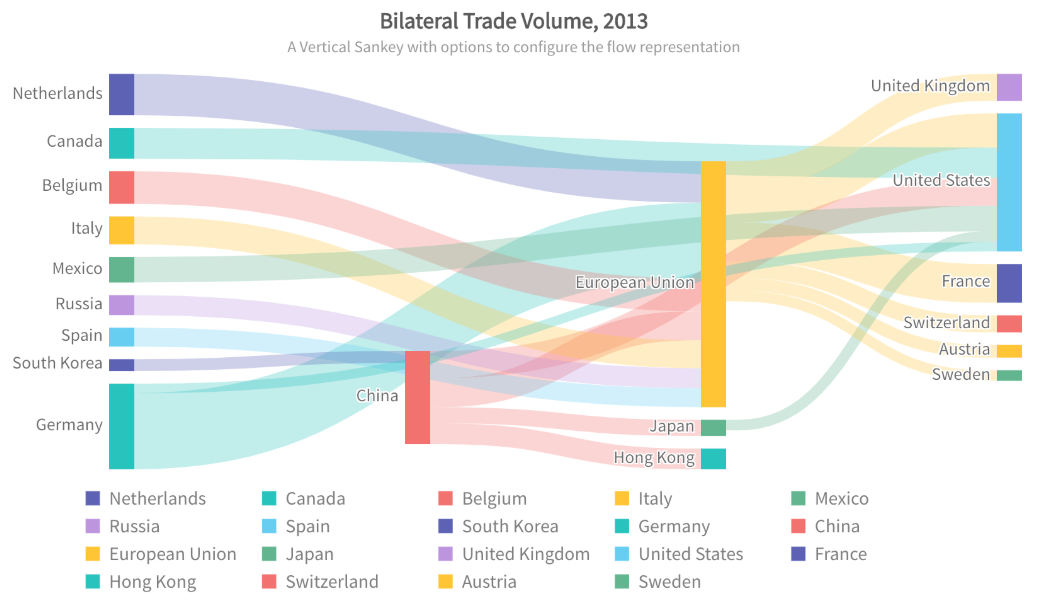 Bilateral Trade Volume, 2013
A Vertical Sankey with options to configure the flow representation
Netherlands
Canada
Belgium
Italy
Mexico
Russia
Spain
South Korea
Germany
China
European Union
Japan
Hong Kong
United Kingdom
United States
France
Switzerland
Austria
Sweden
Netherlands Canada Belgium Italy Mexico
Russia Spain South Korea Germany China
European Union Japan United Kingdom United States France
Hong Kong Switzerland Austria Sweden